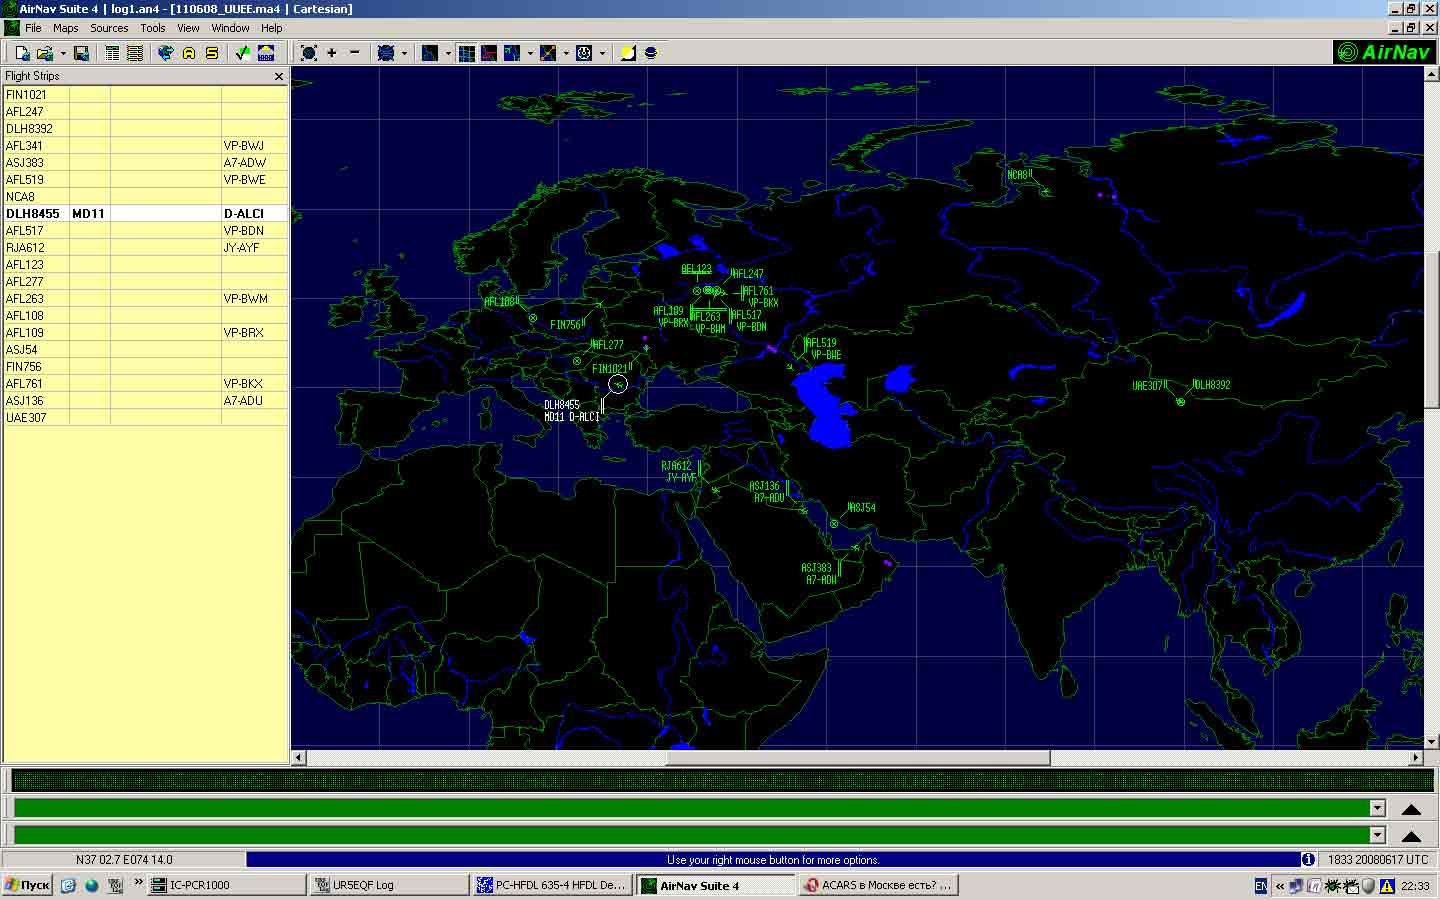 AirNav Suite 4 | log1.an4 - [110608_UUEE.ma4 | Cartesian]
File Maps Sources Tools View Window Help
AirNav
Flight Strips
FIN1021
AFL247
DLH8392
AFL341 VP-BWJ
ASJ383 A7-ADW
AFL519 VP-BWE
NCA8
DLH8455 MD11 D-ALCI
AFL517 VP-BDN
RJA612 JY-AYF
AFL123
AFL277
AFL263 VP-BWM
AFL108
AFL109 VP-BRX
ASJ54
FIN756
AFL761 VP-BKX
ASJ136 A7-ADU
UAE307
NCA8
AFL123
AFL247
AFL761
VP-BKX
AFL108
FIN756
AFL109
VP-BRX
AFL263
VP-BWM
AFL517
VP-BDN
AFL277
AFL519
VP-BWE
FIN1021
DLH8455
MD11 D-ALCI
UAE307
DLH8392
RJA612
JY-AYF
ASJ136
A7-ADU
ASJ54
ASJ383
A7-ADW
N37 02.7 E074 14.0
Use your right mouse button for more options.
1833 20080617 UTC
Пуск
IC-PCR1000
UR5EQF Log
PC-HFDL 635-4 HFDL De...
AirNav Suite 4
ACARS в Москве есть? ...
EN
22:33